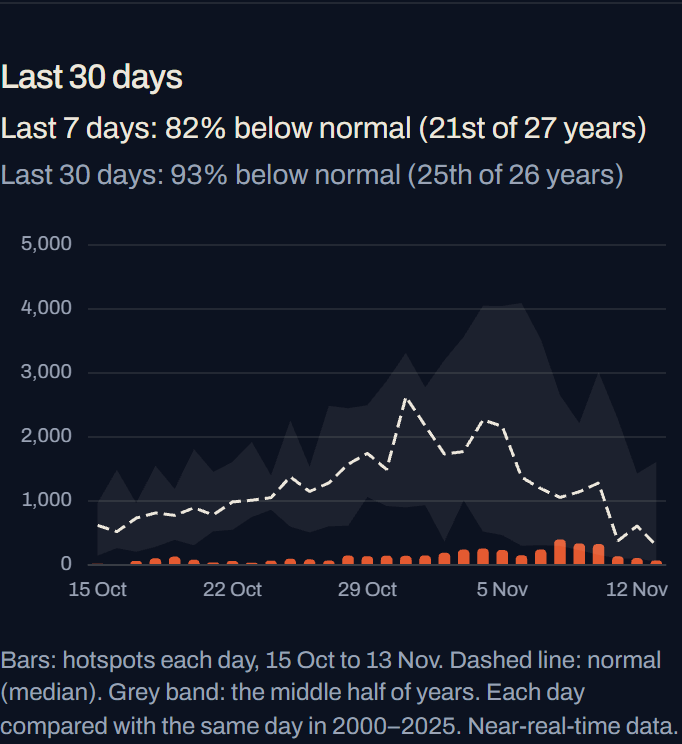 Last 30 days
Last 7 days: 82% below normal (21st of 27 years)
Last 30 days: 93% below normal (25th of 26 years)
5,000
4,000
3,000
2,000
1,000
0
15 Oct 22 Oct 29 Oct 5 Nov 12 Nov
Bars: hotspots each day, 15 Oct to 13 Nov. Dashed line: normal
(median). Grey band: the middle half of years. Each day
compared with the same day in 2000–2025. Near-real-time data.